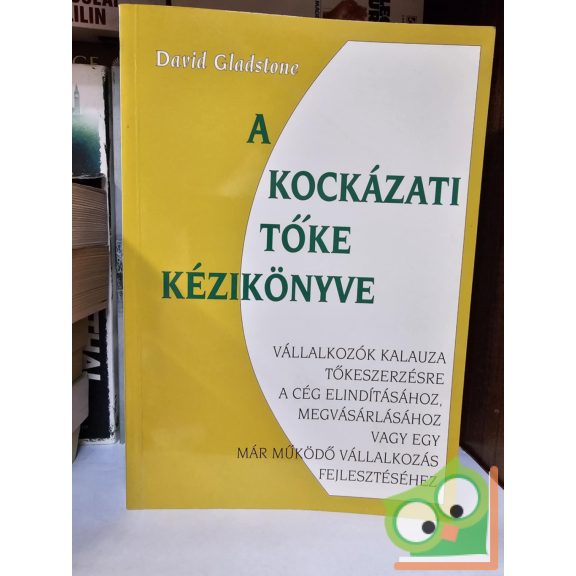 David Gladstone
A
KOCKÁZATI
TŐKE
KÉZIKÖNYVE
VÁLLALKOZÓK KALAUZA
TŐKESZERZÉSRE
A CÉG ELINDÍTÁSÁHOZ,
MEGVÁSÁRLÁSÁHOZ
VAGY EGY
MÁR MŰKÖDŐ VÁLLALKOZÁS
FEJLESZTÉSÉHEZ